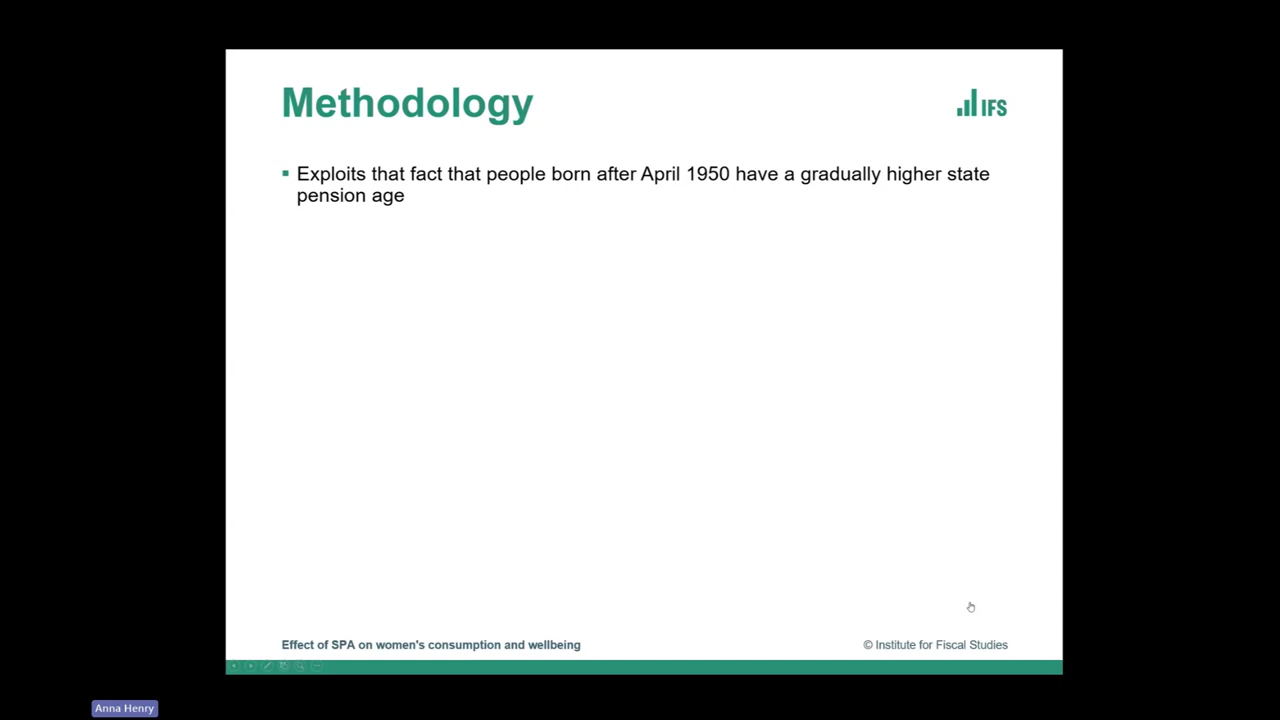 Methodology
IFS
Exploits that fact that people born after April 1950 have a gradually higher state
pension age
Effect of SPA on women's consumption and wellbeing
© Institute for Fiscal Studies
Anna Henry